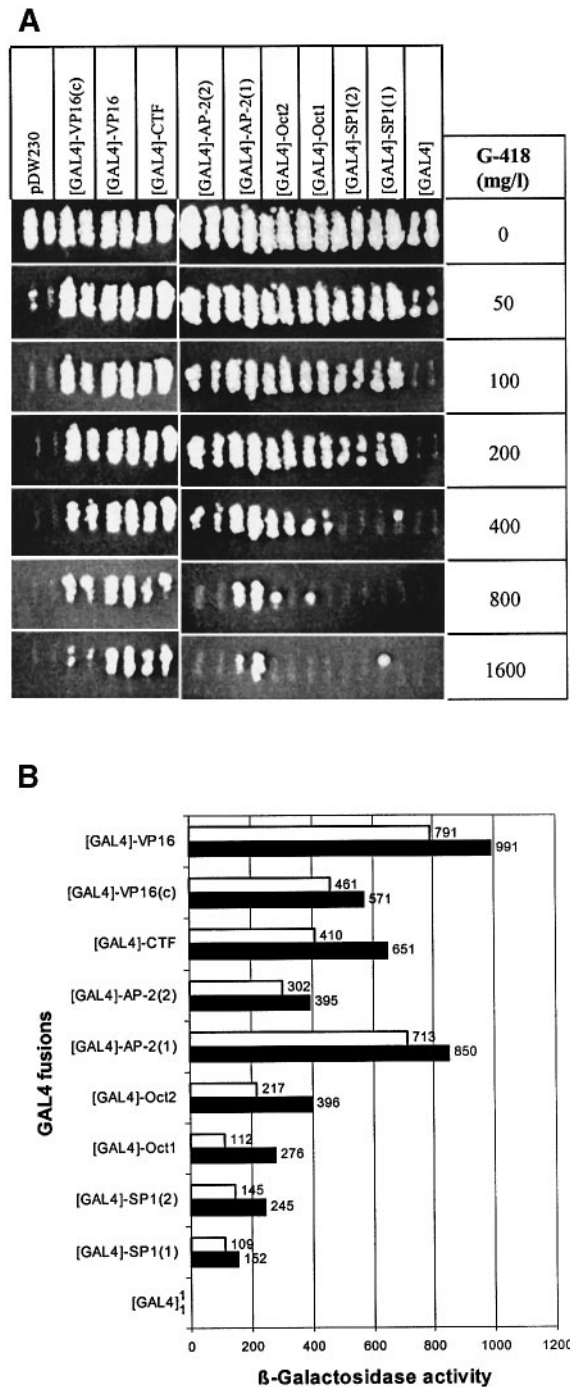 A
pDW230
[GAL4]-VP16(c)
[GAL4]-VP16
[GAL4]-CTF
[GAL4]-AP-2(2)
[GAL4]-AP-2(1)
[GAL4]-Oct2
[GAL4]-Oct1
[GAL4]-SP1(2)
[GAL4]-SP1(1)
[GAL4]
G-418
(mg/l)
0
50
100
200
400
800
1600
B
GAL4 fusions
[GAL4]-VP16
791
991
[GAL4]-VP16(c)
461
571
[GAL4]-CTF
410
651
[GAL4]-AP-2(2)
302
395
[GAL4]-AP-2(1)
713
850
[GAL4]-Oct2
217
396
[GAL4]-Oct1
112
276
[GAL4]-SP1(2)
145
245
[GAL4]-SP1(1)
109
152
[GAL4]
1
1
0 200 400 600 800 1000 1200
ß-Galactosidase activity